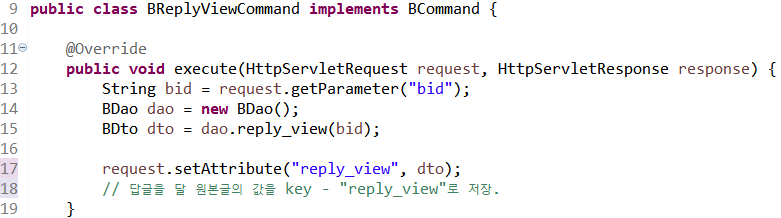 9 public class BReplyViewCommand implements BCommand {
10
11 @Override
12 public void execute(HttpServletRequest request, HttpServletResponse response) {
13 String bid = request.getParameter("bid");
14 BDao dao = new BDao();
15 BDto dto = dao.reply_view(bid);
16
17 request.setAttribute("reply_view", dto);
18 // 답글을 달 원본글의 값을 key - "reply_view"로 저장.
19 }